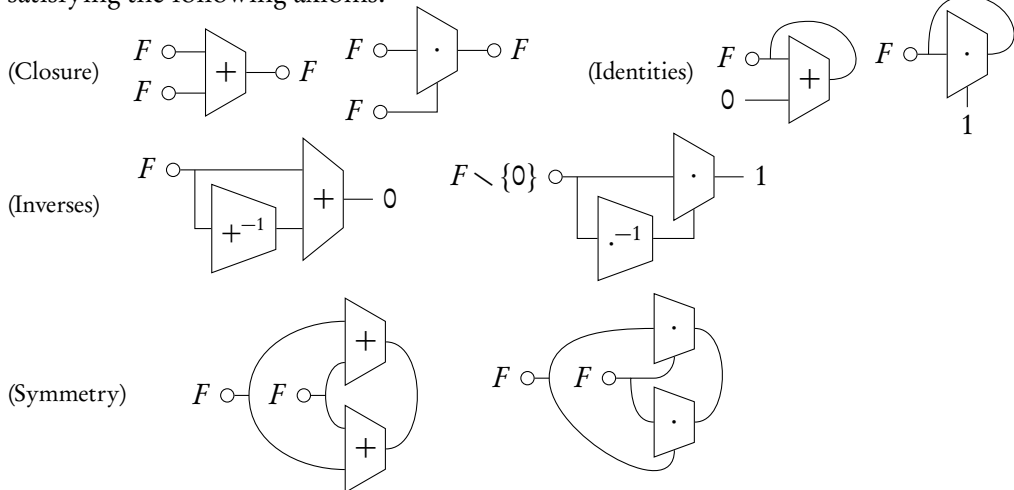 satisfying the following axioms.
(Closure) F F + F F F · F (Identities) F 0 + F · 1
(Inverses) F +⁻¹ + 0 F ∖ {0} ·⁻¹ · 1
(Symmetry) F F + + F F · ·